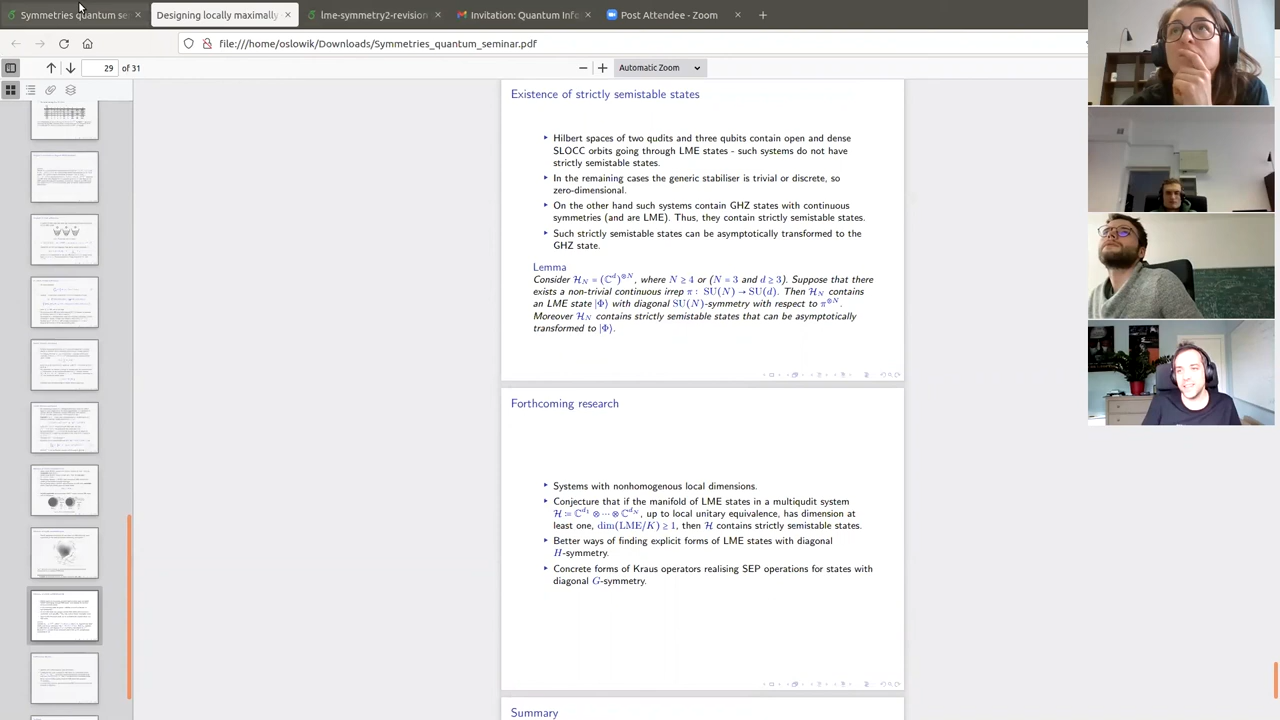 Symmetries quantum se
Designing locally maximally
lme-symmetry2-revision
Invitation: Quantum Info
Post Attendee - Zoom
file:///home/oslowik/Downloads/Symmetries_quantum_seminar.pdf
29 of 31
Automatic Zoom
Existence of strictly semistable states
Hilbert spaces of two qudits and three qubits contain open and dense
SLOCC orbits going through LME states - such systems do not have
strictly semistable states.
In the remaining cases the generic stabiliser is trivial or discrete, so
zero-dimensional.
On the other hand such systems contain GHZ states with continuous
symmetries (and are LME). Thus, they contain strictly semistable states.
Such strictly semistable states can be asymptotically transformed to the
GHZ state.
Lemma
Consider ℋ_N = (ℂ^d)^⊗N, where N ≥ 4 or (N = 3 and d ≥ 3). Suppose that there
exists a non-trivial continuous irrep π : SU(N) → SU(d). Then ℋ_N contains
an LME state |Φ⟩ with diagonal SU(N)-symmetry with respect to π^⊗N.
Moreover ℋ_N contains strictly semistable states that can be asymptotically
transformed to |Φ⟩.
Forthcoming research
Systems with nonhomogenous local dimensions.
Conjecture that if the manifold of LME states in a multiqudit system
ℋ ≔ ℂ^d₁ ⊗ ⋯ ⊗ ℂ^d_N, up to local unitary equivalence, has dimension at
least one, dim(LME/K) ≥ 1, then ℋ contains strictly semistable states.
Better ways of finding explicit forms of LME states with diagonal
H-symmetry.
Concrete forms of Kraus operators realising SEP operations for states with
diagonal G-symmetry.
Summary